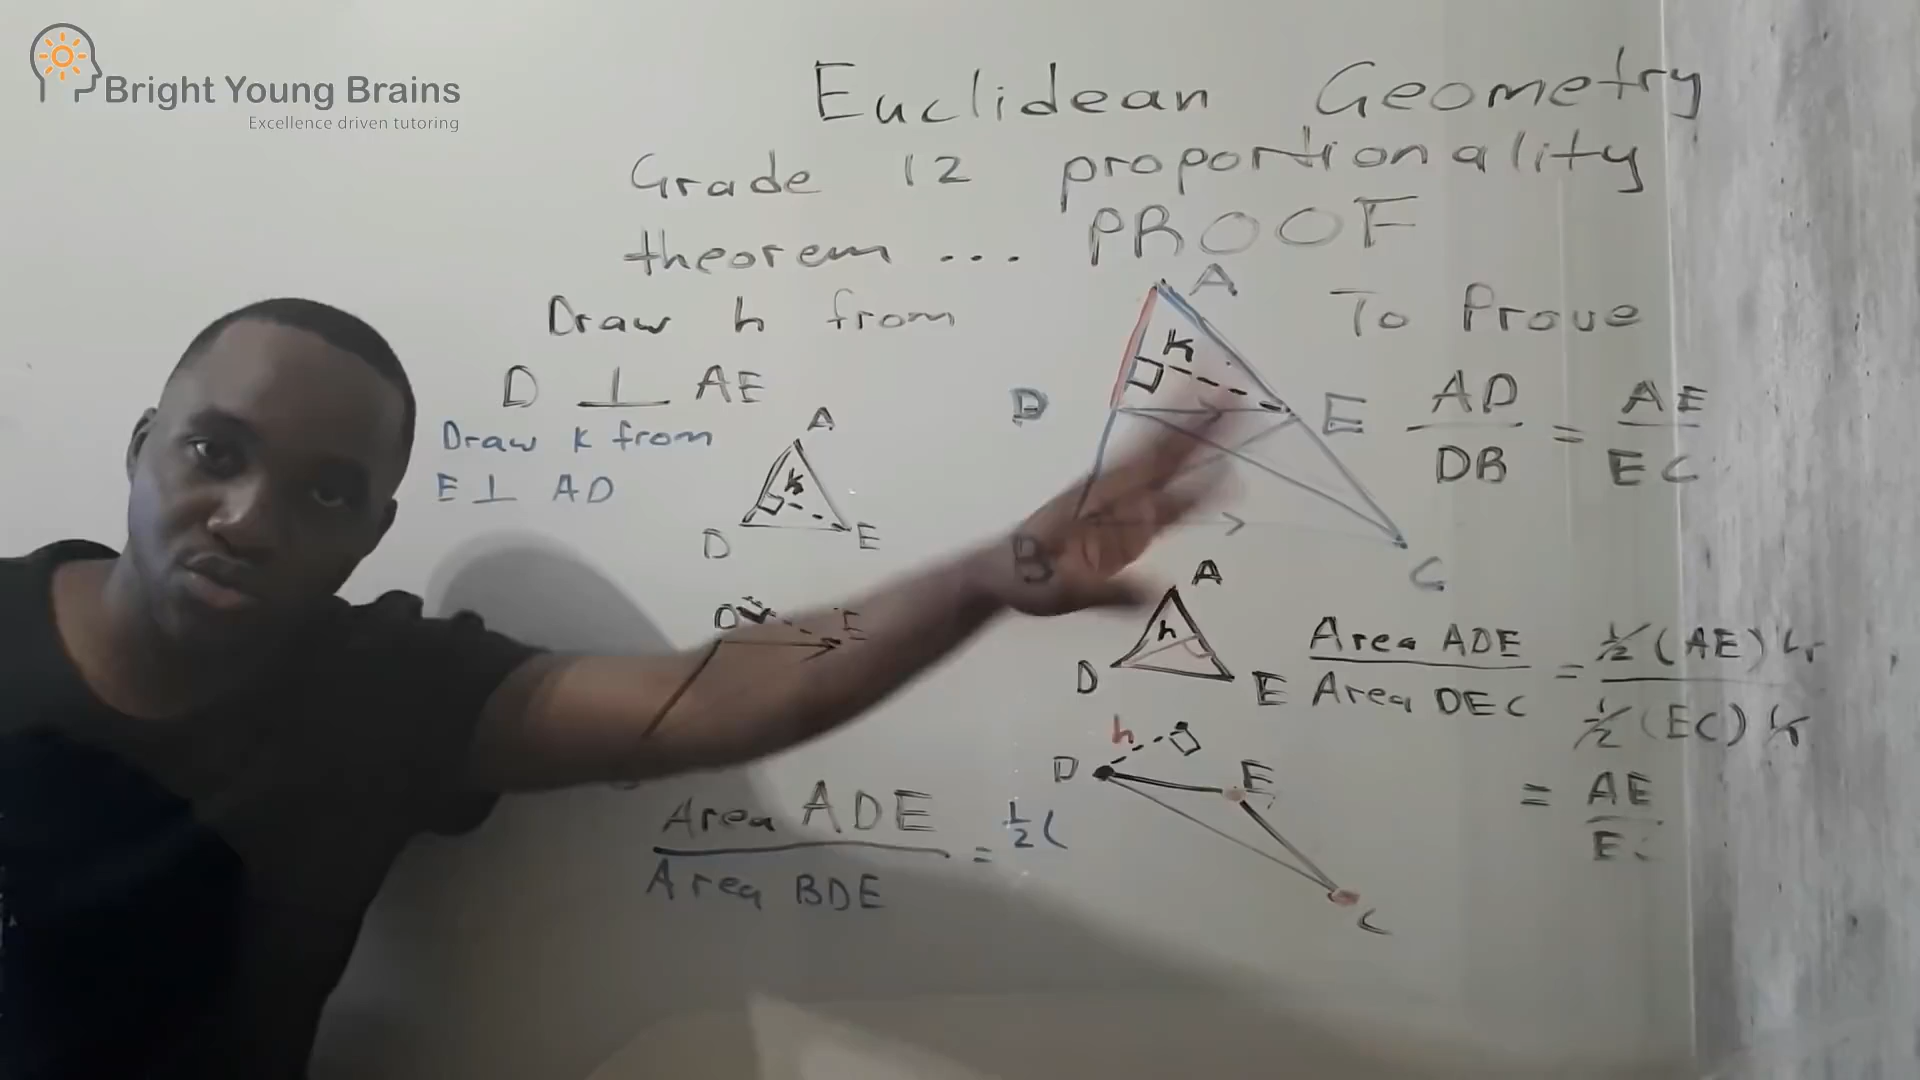 Bright Young Brains
Excellence driven tutoring
Euclidean Geometry
Grade 12 proportionality
theorem ... PROOF
Draw h from
D ⊥ AE
Draw k from
E ⊥ AD
A
k
D
E
D
E
Area ADE
Area BDE
= 1/2 (
A
k
D
E
B
C
To Prove
AD
DB
=
AE
EC
A
h
D
E
h
D
E
C
Area ADE
Area DEC
= 1/2 (AE)
1/2 (EC)
= AE